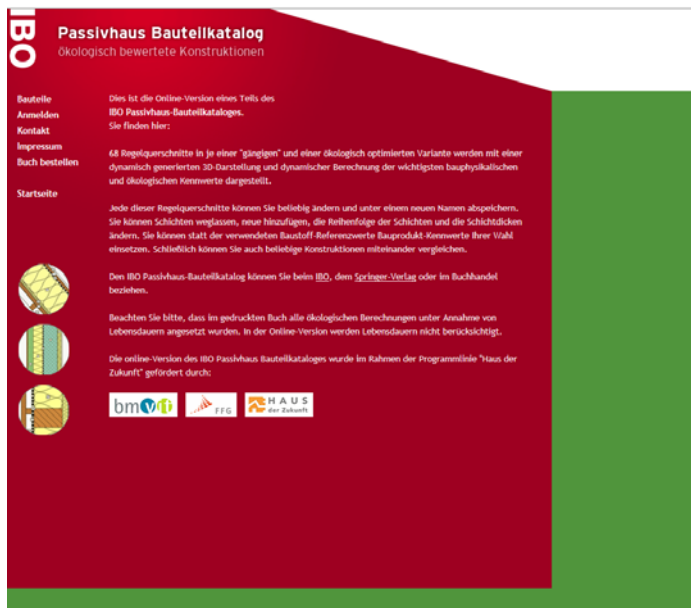 IBO
Passivhaus Bauteilkatalog
ökologisch bewertete Konstruktionen
Bauteile
Anmelden
Kontakt
Impressum
Buch bestellen
Startseite
Dies ist die Online-Version eines Teils des
IBO Passivhaus-Bauteilkataloges.
Sie finden hier:
68 Regelquerschnitte in je einer "gängigen" und einer ökologisch optimierten Variante werden mit einer
dynamisch generierten 3D-Darstellung und dynamischer Berechnung der wichtigsten bauphysikalischen
und ökologischen Kennwerte dargestellt.
Jede dieser Regelquerschnitte können Sie beliebig ändern und unter einem neuen Namen abspeichern.
Sie können Schichten weglassen, neue hinzufügen, die Reihenfolge der Schichten und die Schichtdicken
ändern. Sie können statt der verwendeten Baustoff-Referenzwerte Bauprodukt-Kennwerte Ihrer Wahl
einsetzen. Schließlich können Sie auch beliebige Konstruktionen miteinander vergleichen.
Den IBO Passivhaus-Bauteilkatalog können Sie beim IBO, dem Springer-Verlag oder im Buchhandel
beziehen.
Beachten Sie bitte, dass im gedruckten Buch alle ökologischen Berechnungen unter Annahme von
Lebensdauern angesetzt wurden. In der Online-Version werden Lebensdauern nicht berücksichtigt.
Die online-Version des IBO Passivhaus Bauteilkataloges wurde im Rahmen der Programmlinie "Haus der
Zukunft" gefördert durch:
bmvit
FFG
HAUS
der Zukunft